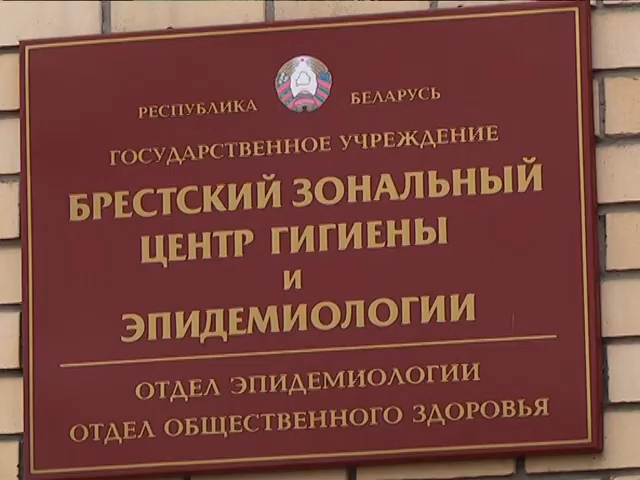 РЕСПУБЛИКА БЕЛАРУСЬ
ГОСУДАРСТВЕННОЕ УЧРЕЖДЕНИЕ
БРЕСТСКИЙ ЗОНАЛЬНЫЙ
ЦЕНТР ГИГИЕНЫ
И
ЭПИДЕМИОЛОГИИ
ОТДЕЛ ЭПИДЕМИОЛОГИИ
ОТДЕЛ ОБЩЕСТВЕННОГО ЗДОРОВЬЯ